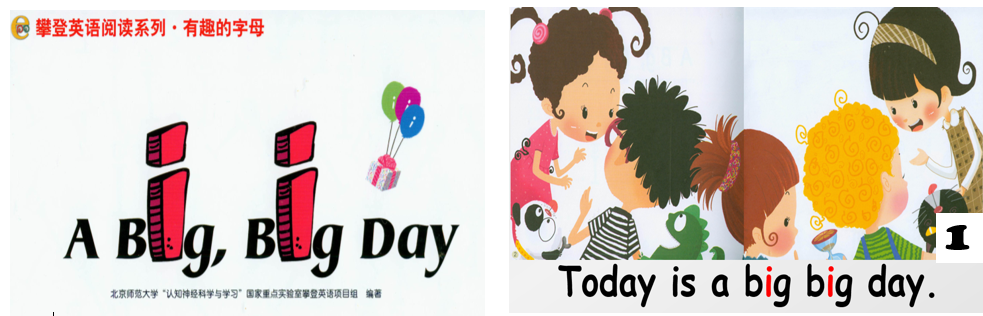 攀登英语阅读系列·有趣的字母
i
i
i
A Big, Big Day
北京师范大学“认知神经科学与学习”国家重点实验室攀登英语项目组 编著
1
Today is a big big day.